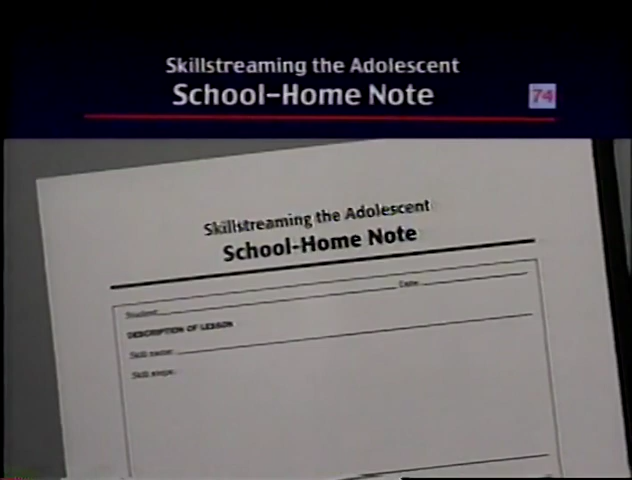 Skillstreaming the Adolescent
School-Home Note
74
Skillstreaming the Adolescent
School-Home Note
Student
Date
DESCRIPTION OF LESSON
Skill name:
Skill steps: